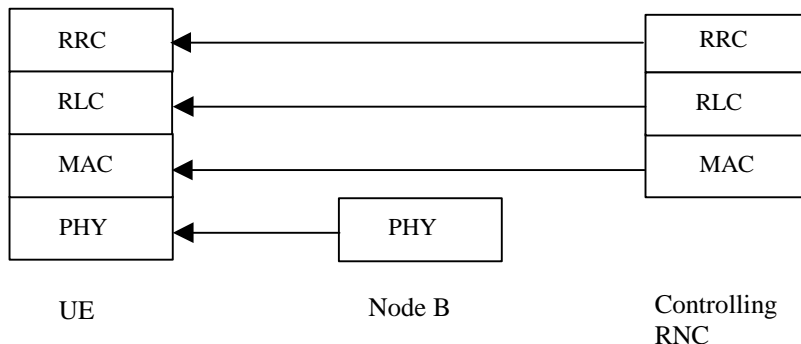 RRC
RRC
RLC
RLC
MAC
MAC
PHY
PHY
UE
Node B
Controlling
RNC